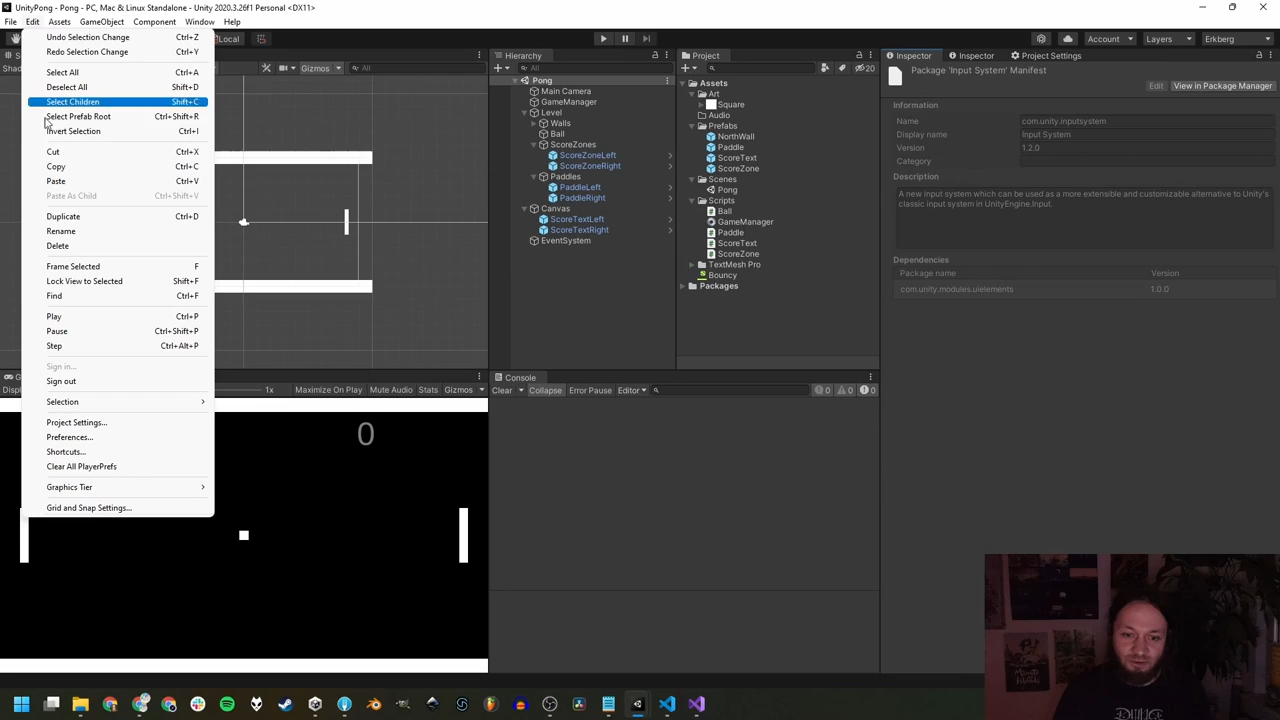 UnityPong - Pong - PC, Mac & Linux Standalone - Unity 2020.3.26f1 Personal <DX11>
File Edit Assets GameObject Component Window Help
Local
Account Layers Erkberg
Undo Selection Change Ctrl+Z
Redo Selection Change Ctrl+Y
Select All Ctrl+A
Deselect All Shift+D
Select Children Shift+C
Select Prefab Root Ctrl+Shift+R
Invert Selection Ctrl+I
Cut Ctrl+X
Copy Ctrl+C
Paste Ctrl+V
Paste As Child Ctrl+Shift+V
Duplicate Ctrl+D
Rename
Delete
Frame Selected F
Lock View to Selected Shift+F
Find Ctrl+F
Play Ctrl+P
Pause Ctrl+Shift+P
Step Ctrl+Alt+P
Sign in...
Sign out
Selection
Project Settings...
Preferences...
Shortcuts...
Clear All PlayerPrefs
Graphics Tier
Grid and Snap Settings...
Gizmos All
1x Maximize On Play Mute Audio Stats Gizmos
0
Hierarchy
All
Pong
Main Camera
GameManager
Level
Walls
Ball
ScoreZones
ScoreZoneLeft
ScoreZoneRight
Paddles
PaddleLeft
PaddleRight
Canvas
ScoreTextLeft
ScoreTextRight
EventSystem
Project
20
Assets
Art
Square
Audio
Prefabs
NorthWall
Paddle
ScoreText
ScoreZone
Scenes
Pong
Scripts
Ball
GameManager
Paddle
ScoreText
ScoreZone
TextMesh Pro
Bouncy
Packages
Console
Clear Collapse Error Pause Editor 0 0 0
Inspector Inspector Project Settings
Package 'Input System' Manifest
Edit View in Package Manager
Information
Name com.unity.inputsystem
Display name Input System
Version 1.2.0
Category
Description
A new input system which can be used as a more extensible and customizable alternative to Unity's
classic input system in UnityEngine.Input.
Dependencies
Package name Version
com.unity.modules.uielements 1.0.0